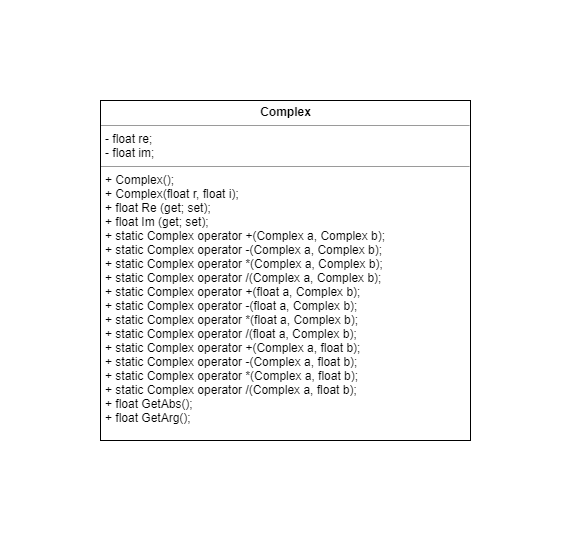 Complex
- float re;
- float im;
+ Complex();
+ Complex(float r, float i);
+ float Re (get; set);
+ float Im (get; set);
+ static Complex operator +(Complex a, Complex b);
+ static Complex operator -(Complex a, Complex b);
+ static Complex operator *(Complex a, Complex b);
+ static Complex operator /(Complex a, Complex b);
+ static Complex operator +(float a, Complex b);
+ static Complex operator -(float a, Complex b);
+ static Complex operator *(float a, Complex b);
+ static Complex operator /(float a, Complex b);
+ static Complex operator +(Complex a, float b);
+ static Complex operator -(Complex a, float b);
+ static Complex operator *(Complex a, float b);
+ static Complex operator /(Complex a, float b);
+ float GetAbs();
+ float GetArg();